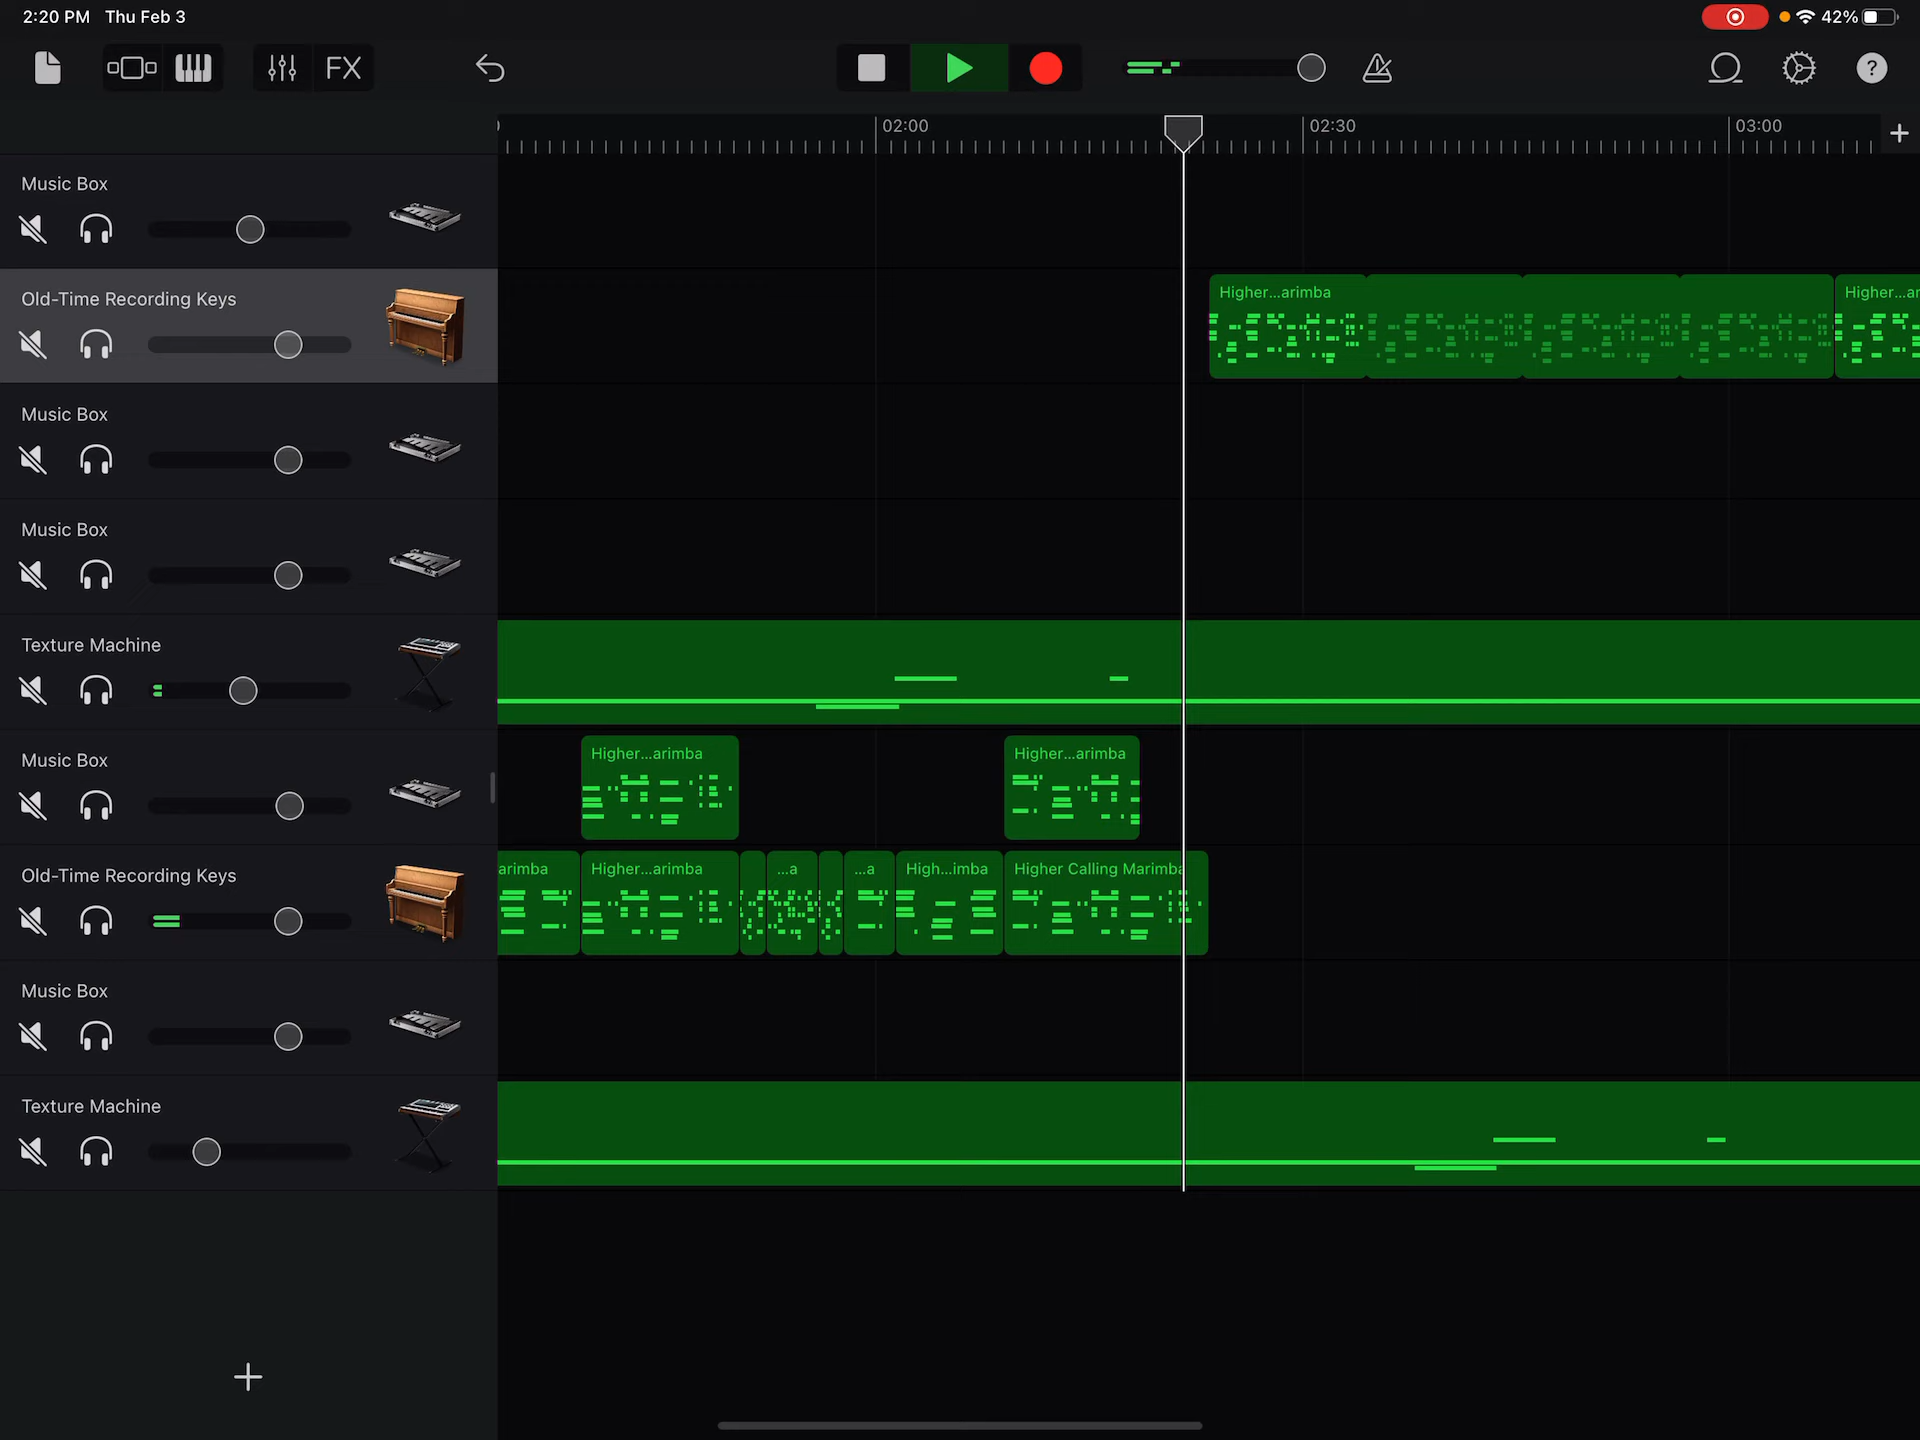 2:20 PM Thu Feb 3
42%
FX
?
02:00
02:30
03:00
Music Box
Old-Time Recording Keys
Higher...arimba
Higher...ar
Music Box
Music Box
Texture Machine
Music Box
Higher...arimba
Higher...arimba
Old-Time Recording Keys
arimba
Higher...arimba
...a
...a
High...imba
Higher Calling Marimba
Music Box
Texture Machine